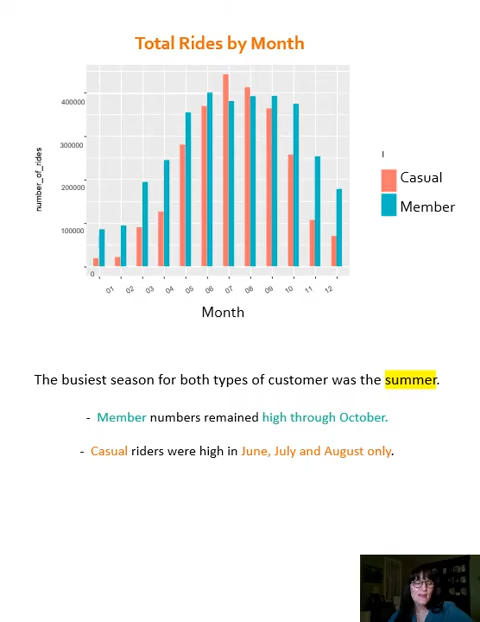 Total Rides by Month
number_of_rides
400000
300000
200000
100000
0
01 02 03 04 05 06 07 08 09 10 11 12
Month
l
Casual
Member
The busiest season for both types of customer was the summer.
- Member numbers remained high through October.
- Casual riders were high in June, July and August only.